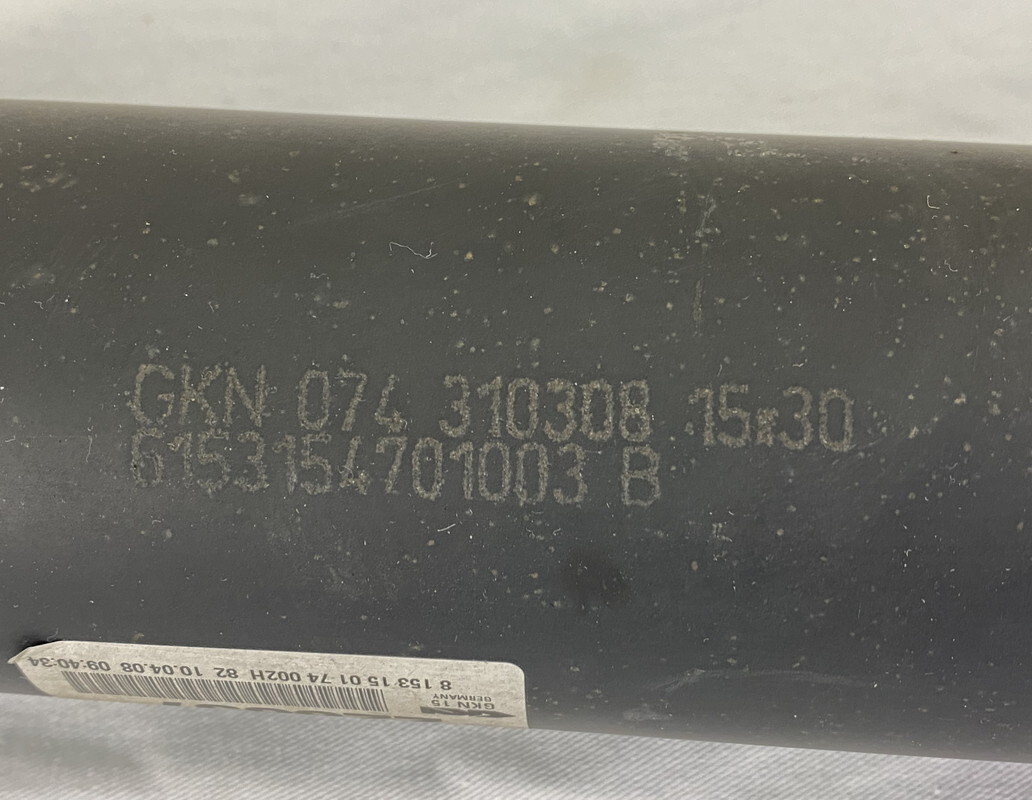 GKN 074 310308 15:30
6153154701003 B
GKN 15
GERMANY
8 153 15 01 74 002H 82 10.04.08 09:40:34